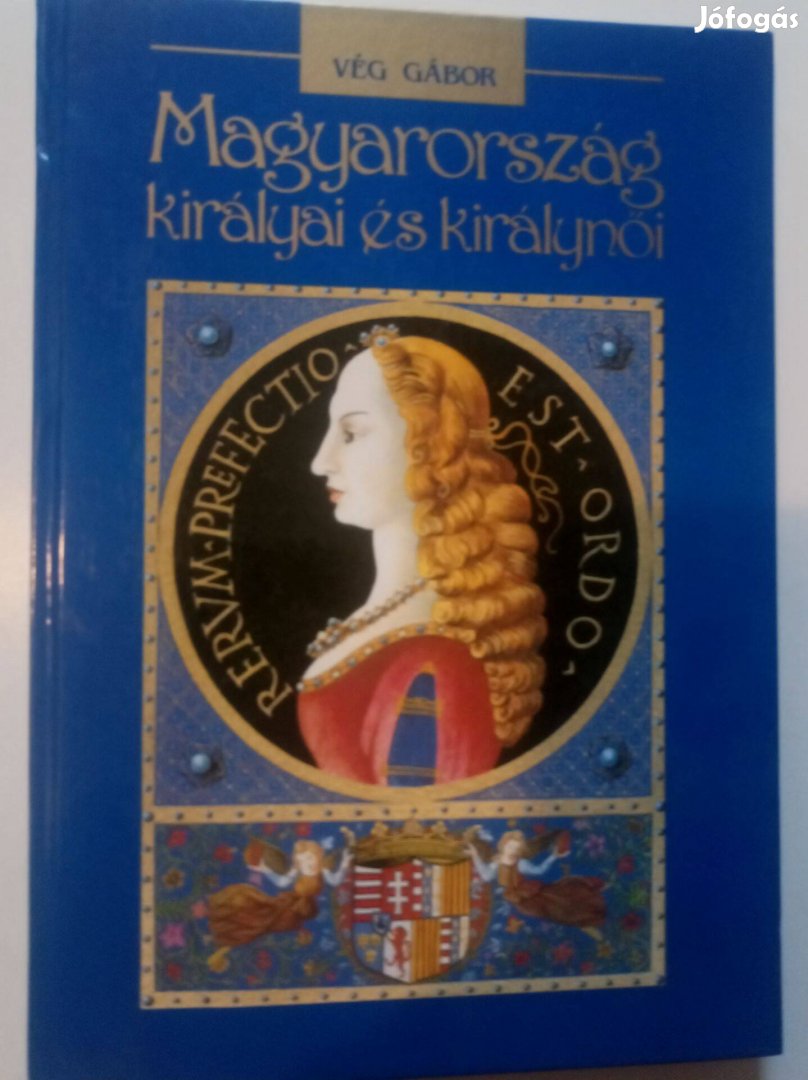 Jófogás
VÉG GÁBOR
Magyarország
királyai és királynői
RERVM·PREFECTIO^EST^ORDO^